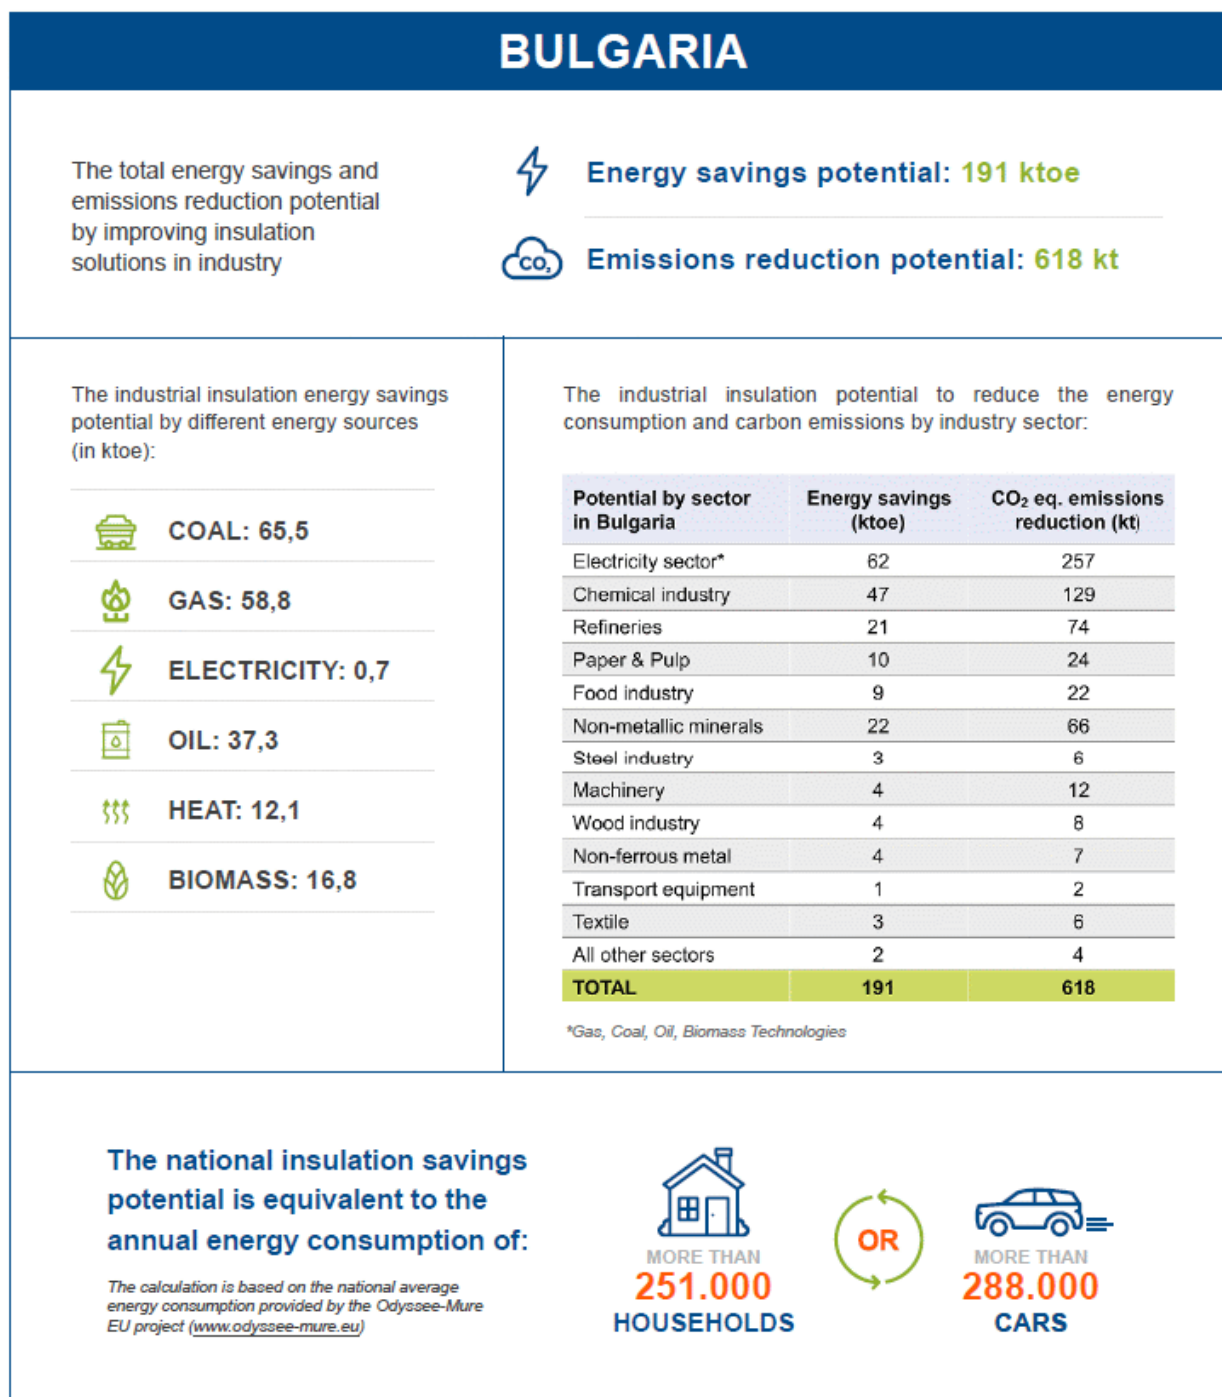 BULGARIA
The total energy savings and
emissions reduction potential
by improving insulation
solutions in industry
Energy savings potential: 191 ktoe
CO₂
Emissions reduction potential: 618 kt
The industrial insulation energy savings
potential by different energy sources
(in ktoe):
COAL: 65,5
GAS: 58,8
ELECTRICITY: 0,7
OIL: 37,3
HEAT: 12,1
BIOMASS: 16,8
The industrial insulation potential to reduce the energy
consumption and carbon emissions by industry sector:
Potential by sector in Bulgaria Energy savings (ktoe) CO₂ eq. emissions reduction (kt)
Electricity sector* 62 257
Chemical industry 47 129
Refineries 21 74
Paper & Pulp 10 24
Food industry 9 22
Non-metallic minerals 22 66
Steel industry 3 6
Machinery 4 12
Wood industry 4 8
Non-ferrous metal 4 7
Transport equipment 1 2
Textile 3 6
All other sectors 2 4
TOTAL 191 618
*Gas, Coal, Oil, Biomass Technologies
The national insulation savings
potential is equivalent to the
annual energy consumption of:
The calculation is based on the national average
energy consumption provided by the Odyssee-Mure
EU project (www.odyssee-mure.eu)
MORE THAN
251.000
HOUSEHOLDS
OR
MORE THAN
288.000
CARS